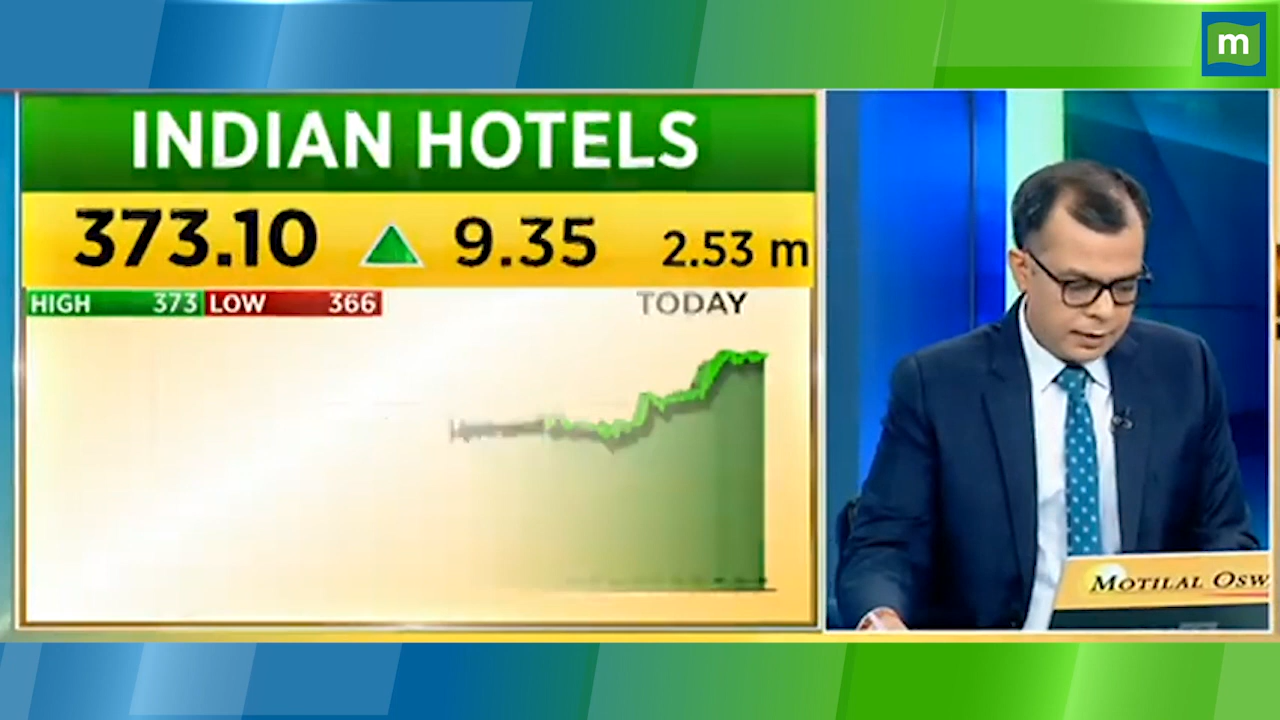 m
INDIAN HOTELS
373.10 ▲ 9.35 2.53 m
HIGH 373 LOW 366 TODAY
MOTILAL OSW